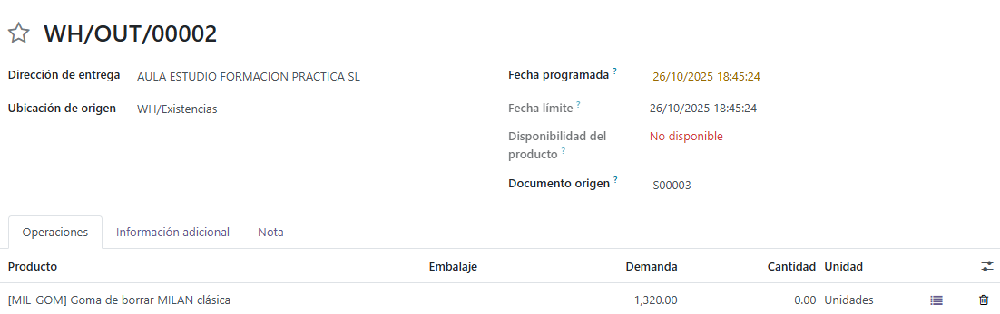 WH/OUT/00002
Dirección de entrega AULA ESTUDIO FORMACION PRACTICA SL
Ubicación de origen WH/Existencias
Fecha programada ? 26/10/2025 18:45:24
Fecha límite ? 26/10/2025 18:45:24
Disponibilidad del No disponible
producto ?
Documento origen ? S00003
Operaciones Información adicional Nota
Producto Embalaje Demanda Cantidad Unidad
[MIL-GOM] Goma de borrar MILAN clásica 1,320.00 0.00 Unidades